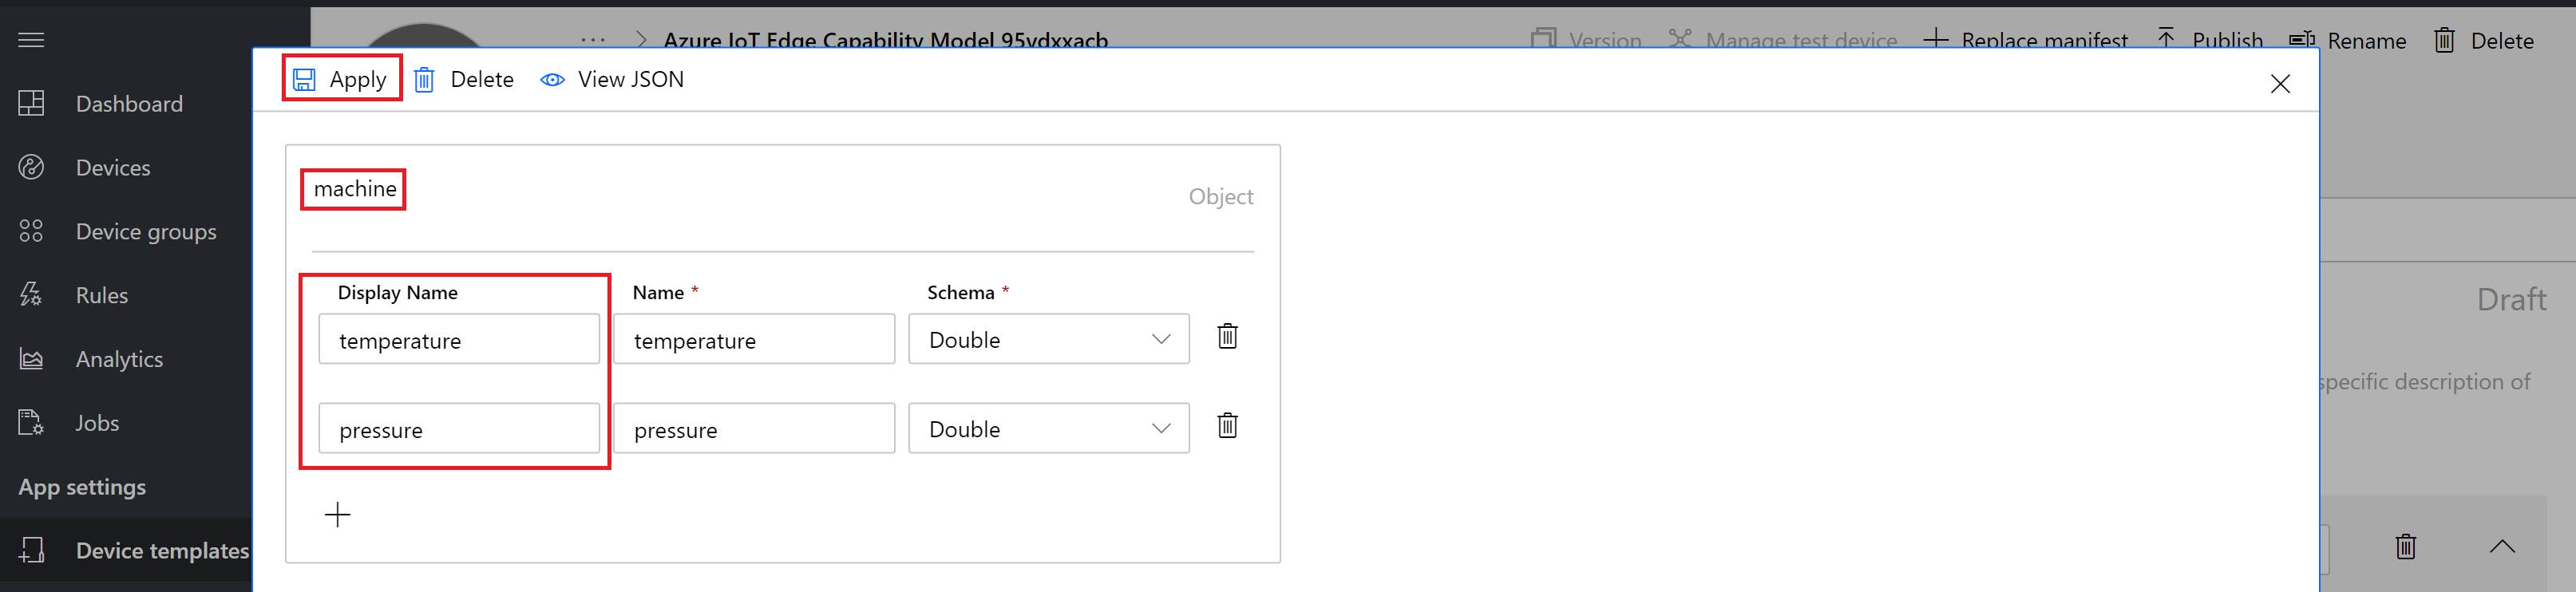 ... > Azure IoT Edge Capability Model 95vdxxacb
Version Manage test device Replace manifest Publish Rename Delete
Apply Delete View JSON
Dashboard
Devices
Device groups
Rules
Analytics
Jobs
App settings
Device templates
machine
Object
Display Name Name * Schema *
temperature temperature Double
pressure pressure Double
Draft
specific description of